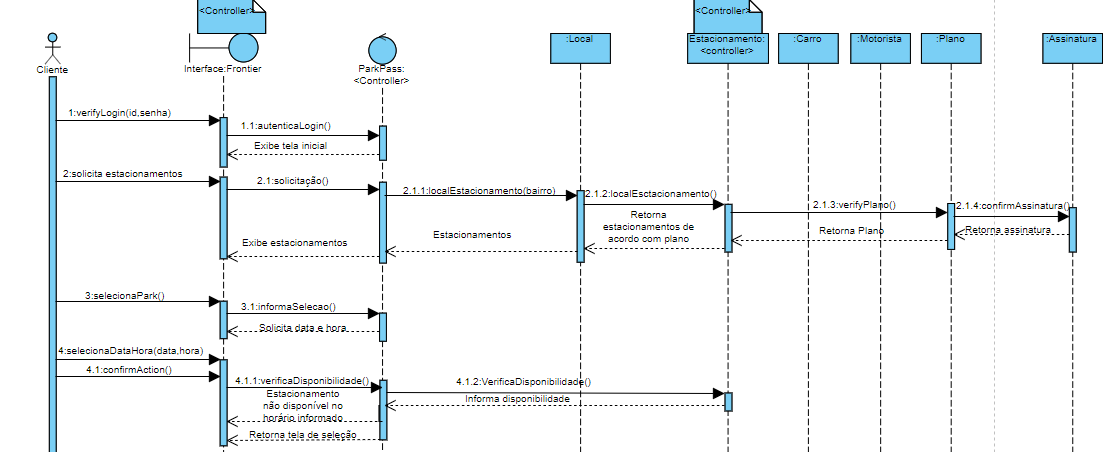 <Controller>
<Controller>
Cliente
Interface:Frontier
ParkPass:
<Controller>
:Local
Estacionamento:
<controller>
:Carro
:Motorista
:Plano
:Assinatura
1:verifyLogin(id,senha)
1.1:autenticaLogin()
Exibe tela inicial
2:solicita estacionamentos
2.1:solicitação()
2.1.1:localEstacionamento(bairro)
2.1.2:localEsctacionamento()
2.1.3:verifyPlano()
2.1.4:confirmAssinatura()
Retorna
estacionamentos de
acordo com plano
Retorna Plano
Retorna assinatura
Estacionamentos
Exibe estacionamentos
3:selecionaPark()
3.1:informaSelecao()
Solicita data e hora
4:selecionaDataHora(data,hora)
4.1:confirmAction()
4.1.1:verificaDisponibilidade()
4.1.2:VerificaDisponibilidade()
Estacionamento
não disponível no
horário informado
Informa disponibilidade
Retorna tela de seleção